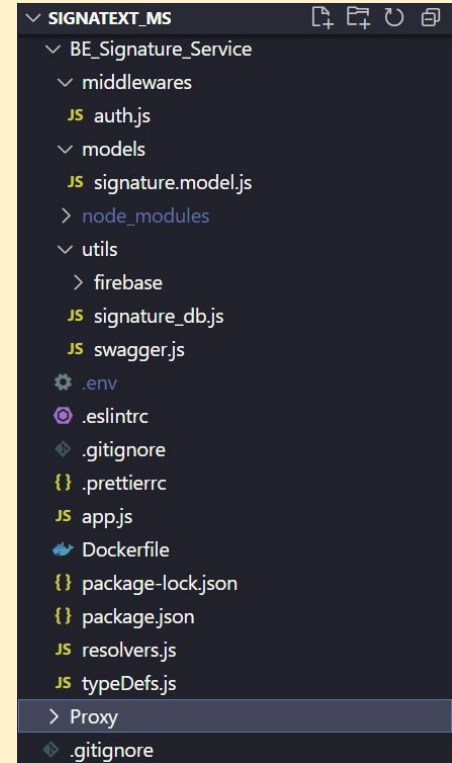 SIGNATEXT_MS
BE_Signature_Service
middlewares
JS auth.js
models
JS signature.model.js
node_modules
utils
firebase
JS signature_db.js
JS swagger.js
.env
.eslintrc
.gitignore
{} .prettierrc
JS app.js
Dockerfile
{} package-lock.json
{} package.json
JS resolvers.js
JS typeDefs.js
Proxy
.gitignore